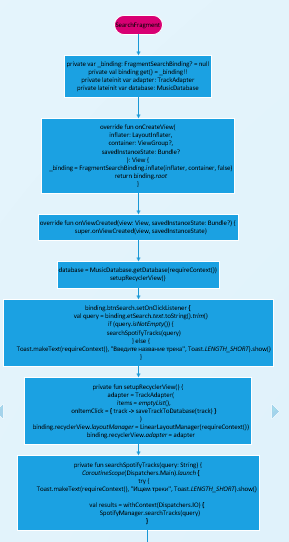 SearchFragment
private var _binding: FragmentSearchBinding? = null
private val binding get() = _binding!!
private lateinit var adapter: TrackAdapter
private lateinit var database: MusicDatabase
override fun onCreateView(
inflater: LayoutInflater,
container: ViewGroup?,
savedInstanceState: Bundle?
): View {
_binding = FragmentSearchBinding.inflate(inflater, container, false)
return binding.root
}
override fun onViewCreated(view: View, savedInstanceState: Bundle?) {
super.onViewCreated(view, savedInstanceState)
database = MusicDatabase.getDatabase(requireContext())
setupRecyclerView()
binding.btnSearch.setOnClickListener {
val query = binding.etSearch.text.toString().trim()
if (query.isNotEmpty()) {
searchSpotifyTracks(query)
} else {
Toast.makeText(requireContext(), "Введите название трека", Toast.LENGTH_SHORT).show()
private fun setupRecyclerView() {
adapter = TrackAdapter(
items = emptyList(),
onItemClick = { track -> saveTrackToDatabase(track) }
)
binding.recyclerView.layoutManager = LinearLayoutManager(requireContext())
binding.recyclerView.adapter = adapter
private fun searchSpotifyTracks(query: String) {
CoroutineScope(Dispatchers.Main).launch {
try {
Toast.makeText(requireContext(), "Ищем трек", Toast.LENGTH_SHORT).show()
val results = withContext(Dispatchers.IO) {
SpotifyManager.searchTracks(query)
}